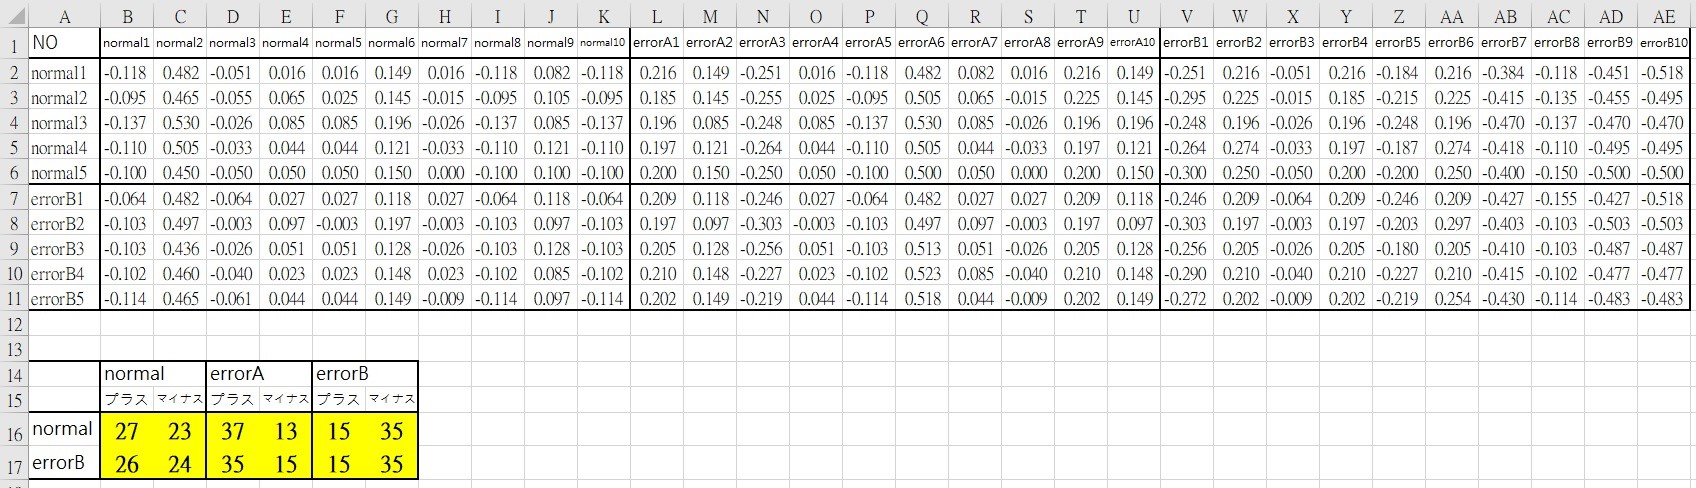 A B C D E F G H I J K L M N O P Q R S T U V W X Y Z AA AB AC AD AE
1 NO normal1 normal2 normal3 normal4 normal5 normal6 normal7 normal8 normal9 normal10 errorA1 errorA2 errorA3 errorA4 errorA5 errorA6 errorA7 errorA8 errorA9 errorA10 errorB1 errorB2 errorB3 errorB4 errorB5 errorB6 errorB7 errorB8 errorB9 errorB10
2 normal1 -0.118 0.482 -0.051 0.016 0.016 0.149 0.016 -0.118 0.082 -0.118 0.216 0.149 -0.251 0.016 -0.118 0.482 0.082 0.016 0.216 0.149 -0.251 0.216 -0.051 0.216 -0.184 0.216 -0.384 -0.118 -0.451 -0.518
3 normal2 -0.095 0.465 -0.055 0.065 0.025 0.145 -0.015 -0.095 0.105 -0.095 0.185 0.145 -0.255 0.025 -0.095 0.505 0.065 -0.015 0.225 0.145 -0.295 0.225 -0.015 0.185 -0.215 0.225 -0.415 -0.135 -0.455 -0.495
4 normal3 -0.137 0.530 -0.026 0.085 0.085 0.196 -0.026 -0.137 0.085 -0.137 0.196 0.085 -0.248 0.085 -0.137 0.530 0.085 -0.026 0.196 0.196 -0.248 0.196 -0.026 0.196 -0.248 0.196 -0.470 -0.137 -0.470 -0.470
5 normal4 -0.110 0.505 -0.033 0.044 0.044 0.121 -0.033 -0.110 0.121 -0.110 0.197 0.121 -0.264 0.044 -0.110 0.505 0.044 -0.033 0.197 0.121 -0.264 0.274 -0.033 0.197 -0.187 0.274 -0.418 -0.110 -0.495 -0.495
6 normal5 -0.100 0.450 -0.050 0.050 0.050 0.150 0.000 -0.100 0.100 -0.100 0.200 0.150 -0.250 0.050 -0.100 0.500 0.050 0.000 0.200 0.150 -0.300 0.250 -0.050 0.200 -0.200 0.250 -0.400 -0.150 -0.500 -0.500
7 errorB1 -0.064 0.482 -0.064 0.027 0.027 0.118 0.027 -0.064 0.118 -0.064 0.209 0.118 -0.246 0.027 -0.064 0.482 0.027 0.027 0.209 0.118 -0.246 0.209 -0.064 0.209 -0.246 0.209 -0.427 -0.155 -0.427 -0.518
8 errorB2 -0.103 0.497 -0.003 0.097 -0.003 0.197 -0.003 -0.103 0.097 -0.103 0.197 0.097 -0.303 -0.003 -0.103 0.497 0.097 -0.003 0.197 0.097 -0.303 0.197 -0.003 0.197 -0.203 0.297 -0.403 -0.103 -0.503 -0.503
9 errorB3 -0.103 0.436 -0.026 0.051 0.051 0.128 -0.026 -0.103 0.128 -0.103 0.205 0.128 -0.256 0.051 -0.103 0.513 0.051 -0.026 0.205 0.128 -0.256 0.205 -0.026 0.205 -0.180 0.205 -0.410 -0.103 -0.487 -0.487
10 errorB4 -0.102 0.460 -0.040 0.023 0.023 0.148 0.023 -0.102 0.085 -0.102 0.210 0.148 -0.227 0.023 -0.102 0.523 0.085 -0.040 0.210 0.148 -0.290 0.210 -0.040 0.210 -0.227 0.210 -0.415 -0.102 -0.477 -0.477
11 errorB5 -0.114 0.465 -0.061 0.044 0.044 0.149 -0.009 -0.114 0.097 -0.114 0.202 0.149 -0.219 0.044 -0.114 0.518 0.044 -0.009 0.202 0.149 -0.272 0.202 -0.009 0.202 -0.219 0.254 -0.430 -0.114 -0.483 -0.483
12
13
14 normal errorA errorB
15 プラス マイナス プラス マイナス プラス マイナス
16 normal 27 23 37 13 15 35
17 errorB 26 24 35 15 15 35